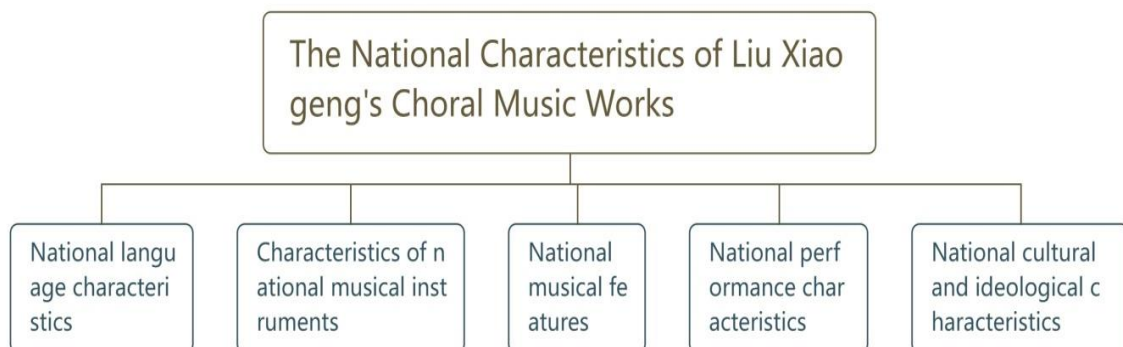 The National Characteristics of Liu Xiao
geng's Choral Music Works
National langu
age characteri
stics
Characteristics of n
ational musical inst
ruments
National
musical fe
atures
National perf
ormance char
acteristics
National cultural
and ideological c
haracteristics